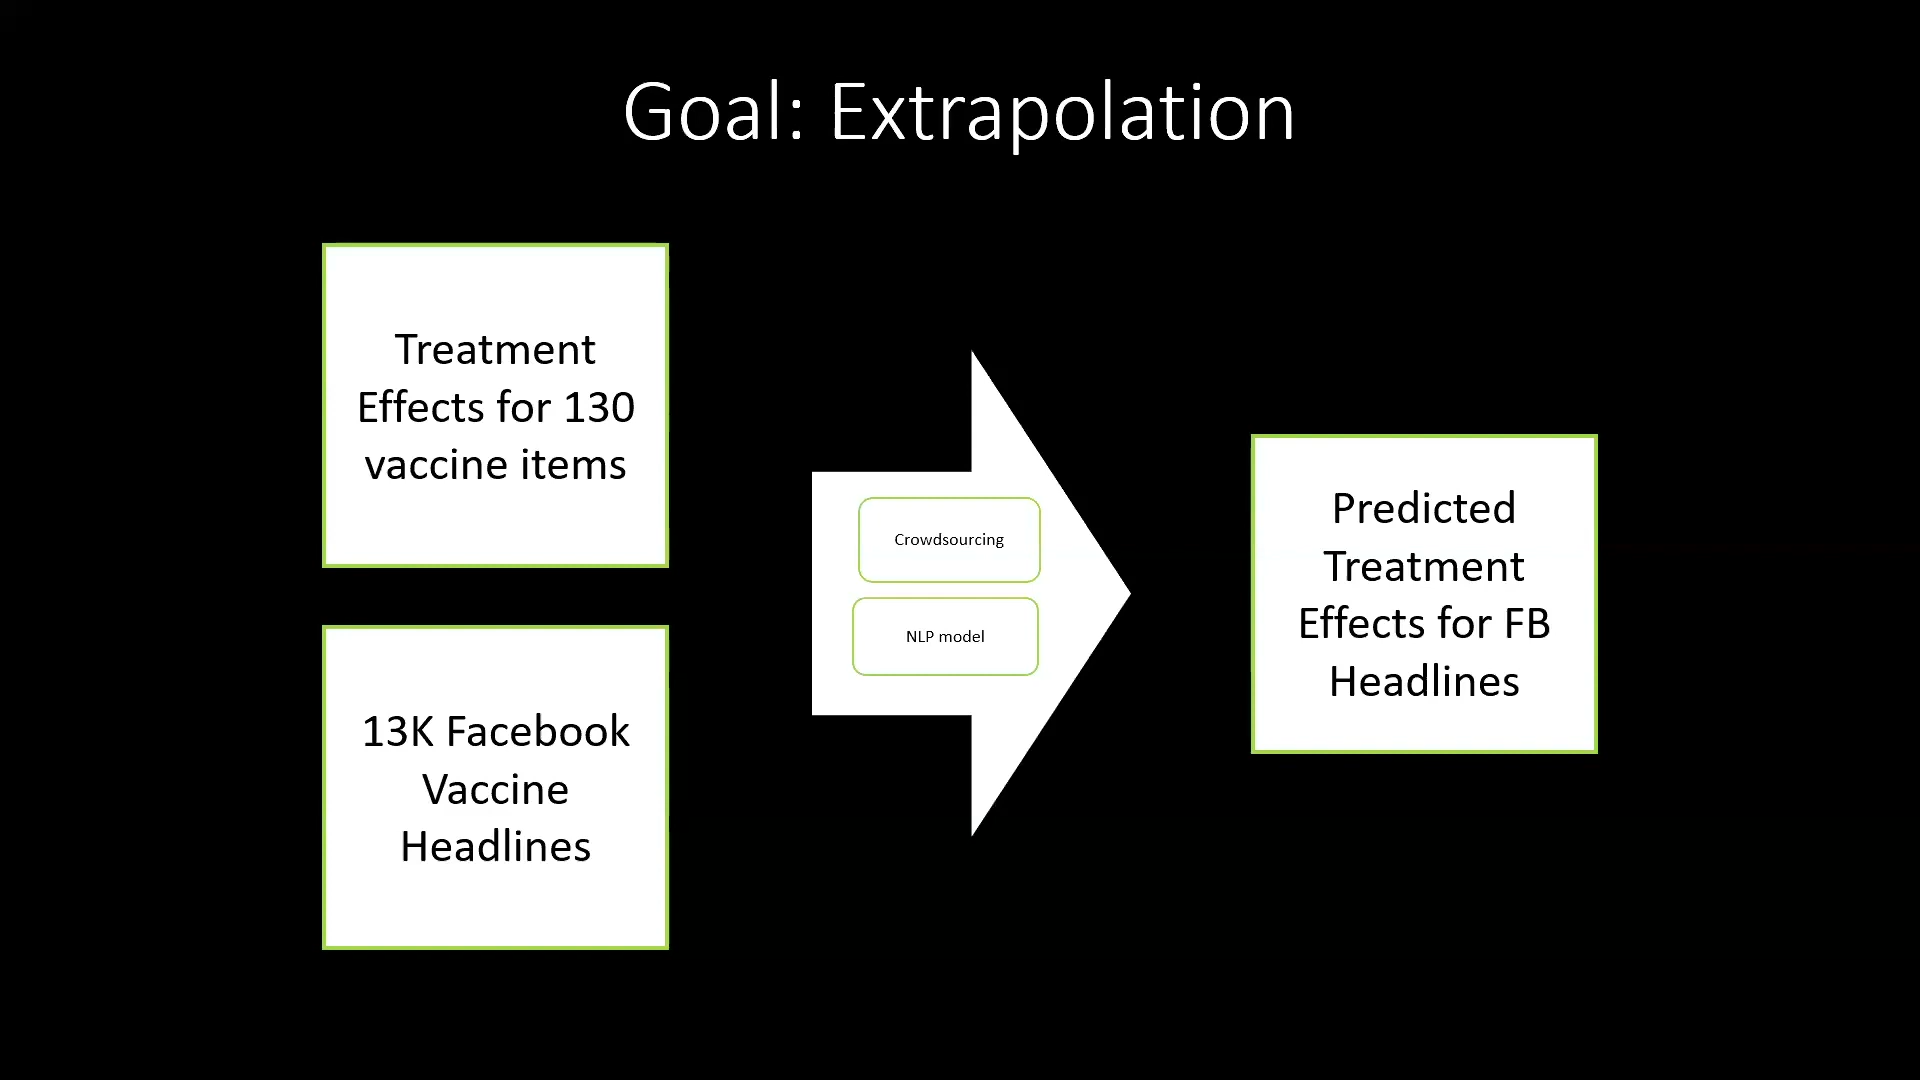 Goal: Extrapolation
Treatment
Effects for 130
vaccine items
13K Facebook
Vaccine
Headlines
Crowdsourcing
NLP model
Predicted
Treatment
Effects for FB
Headlines